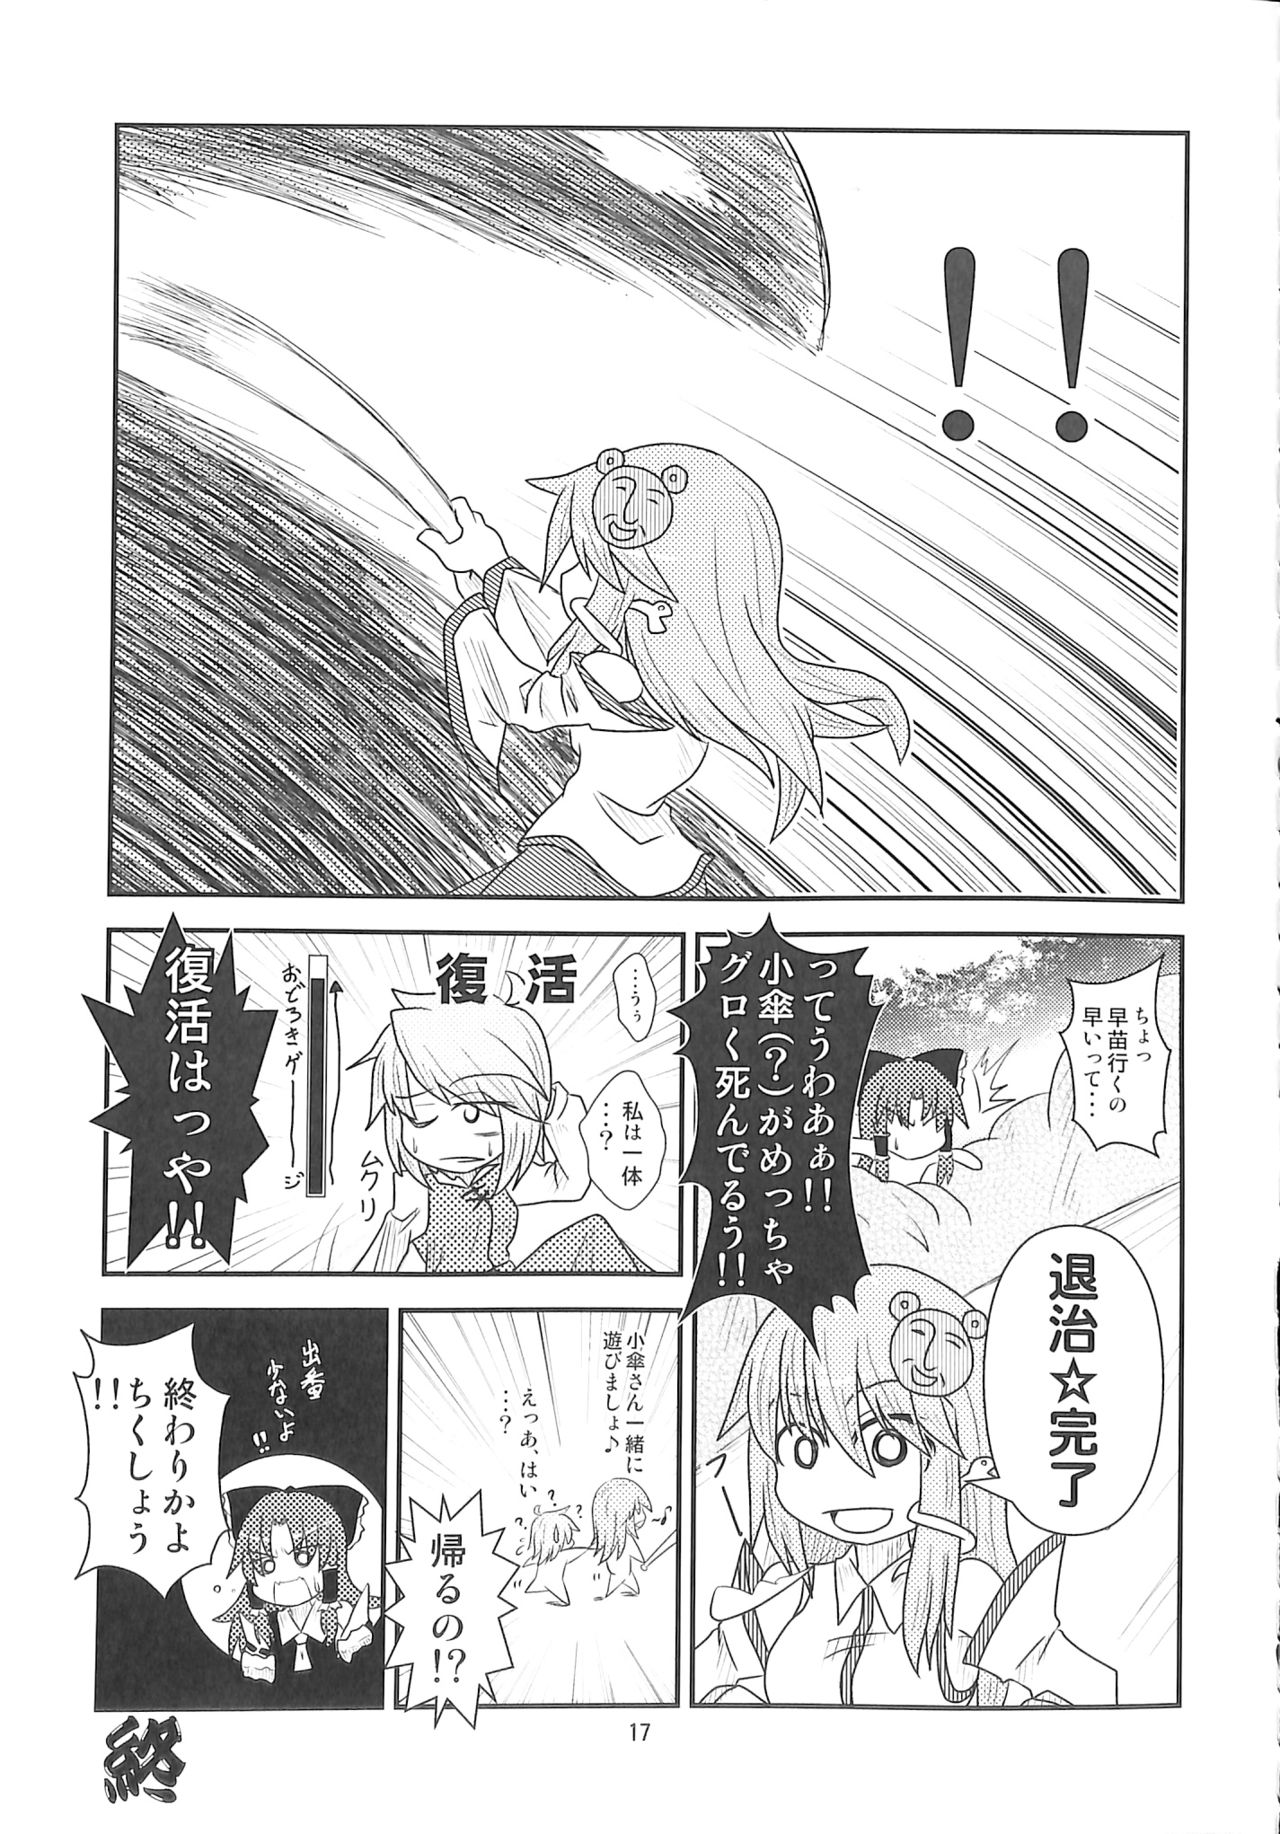 ！！
ちょっ
早苗行くの
早いって・・・
ってうわあぁ!!
小傘(?)がめっちゃ
グロく死んでるぅ!!
退治☆完了
ふー
・・・うぅ
復活
私は一体
・・・？
ムクリ
おどろきゲージ
復活はっや!!
小傘さん一緒に
遊びましょ♪
えっあ、はい
・・・？
帰るの!?
出番
少ないよ
!!
終わりかよ
ちくしょう
!!
終
17